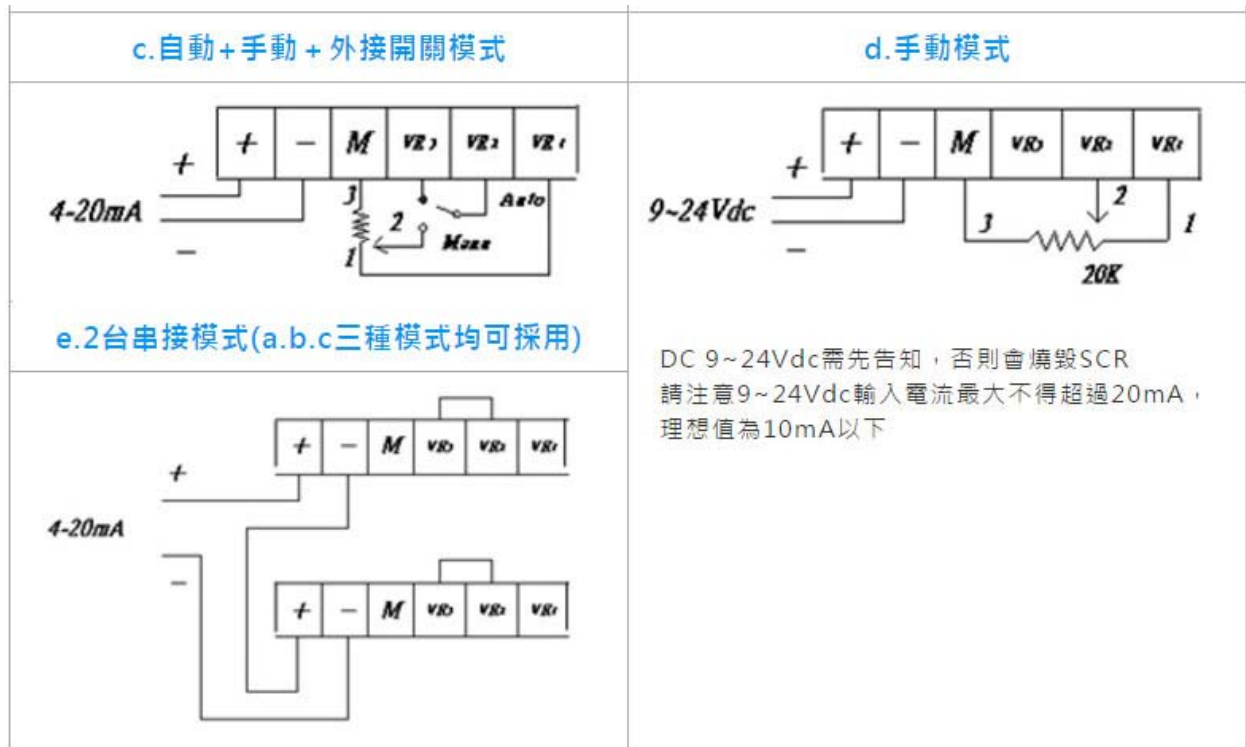 c.自動+手動+外接開關模式
+ − M VR3 VR2 VR1
+
4-20mA
−
3
2
1
Auto
Manu
d.手動模式
+ − M VR3 VR2 VR1
+
9~24Vdc
−
3
2
1
20K
DC 9~24Vdc需先告知，否則會燒毀SCR
請注意9~24Vdc輸入電流最大不得超過20mA，
理想值為10mA以下
e.2台串接模式(a.b.c三種模式均可採用)
+ − M VR3 VR2 VR1
+
4-20mA
−
+ − M VR3 VR2 VR1